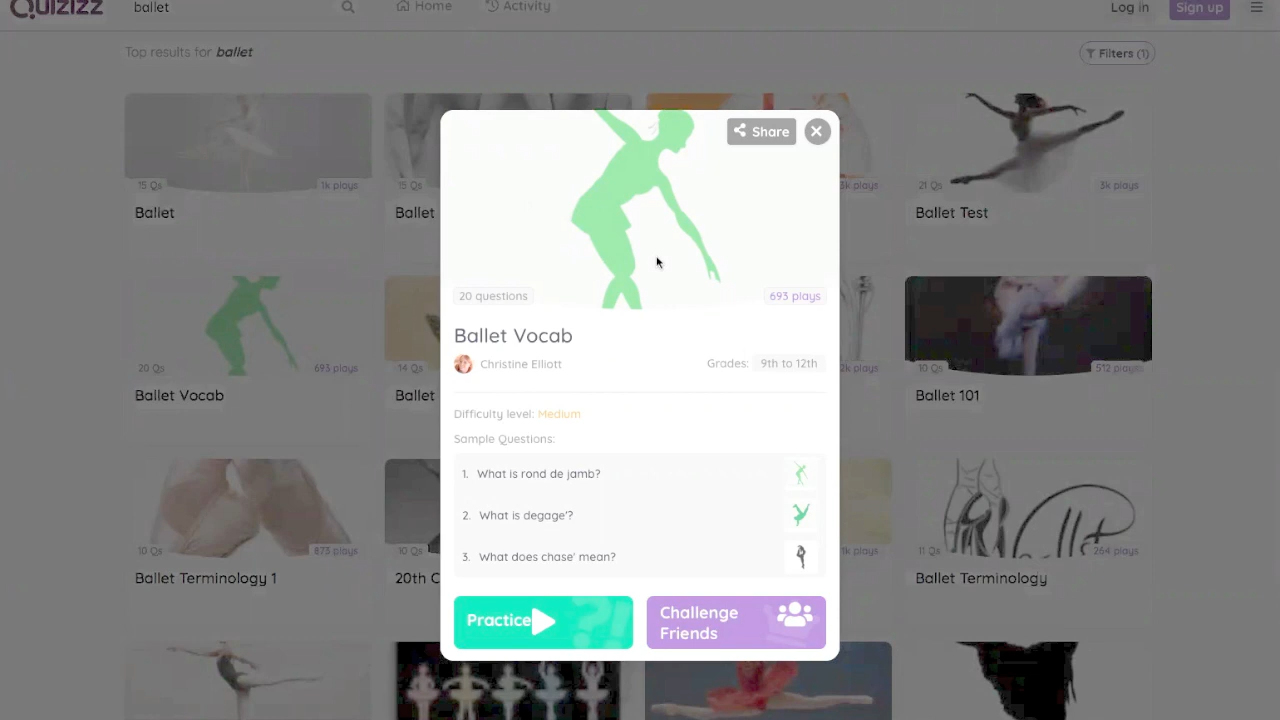 Quizizz
ballet
Home
Activity
Log in
Sign up
Top results for ballet
Filters (1)
15 Qs
1k plays
Ballet
15 Qs
Ballet
3k plays
21 Qs
3k plays
Ballet Test
Share
20 questions
693 plays
Ballet Vocab
Christine Elliott
Grades: 9th to 12th
Difficulty level: Medium
Sample Questions:
1. What is rond de jamb?
2. What is degage'?
3. What does chase' mean?
Practice
Challenge
Friends
20 Qs
693 plays
Ballet Vocab
14 Qs
Ballet
2k plays
10 Qs
512 plays
Ballet 101
10 Qs
873 plays
Ballet Terminology 1
10 Qs
20th C
1k plays
11 Qs
264 plays
Ballet Terminology